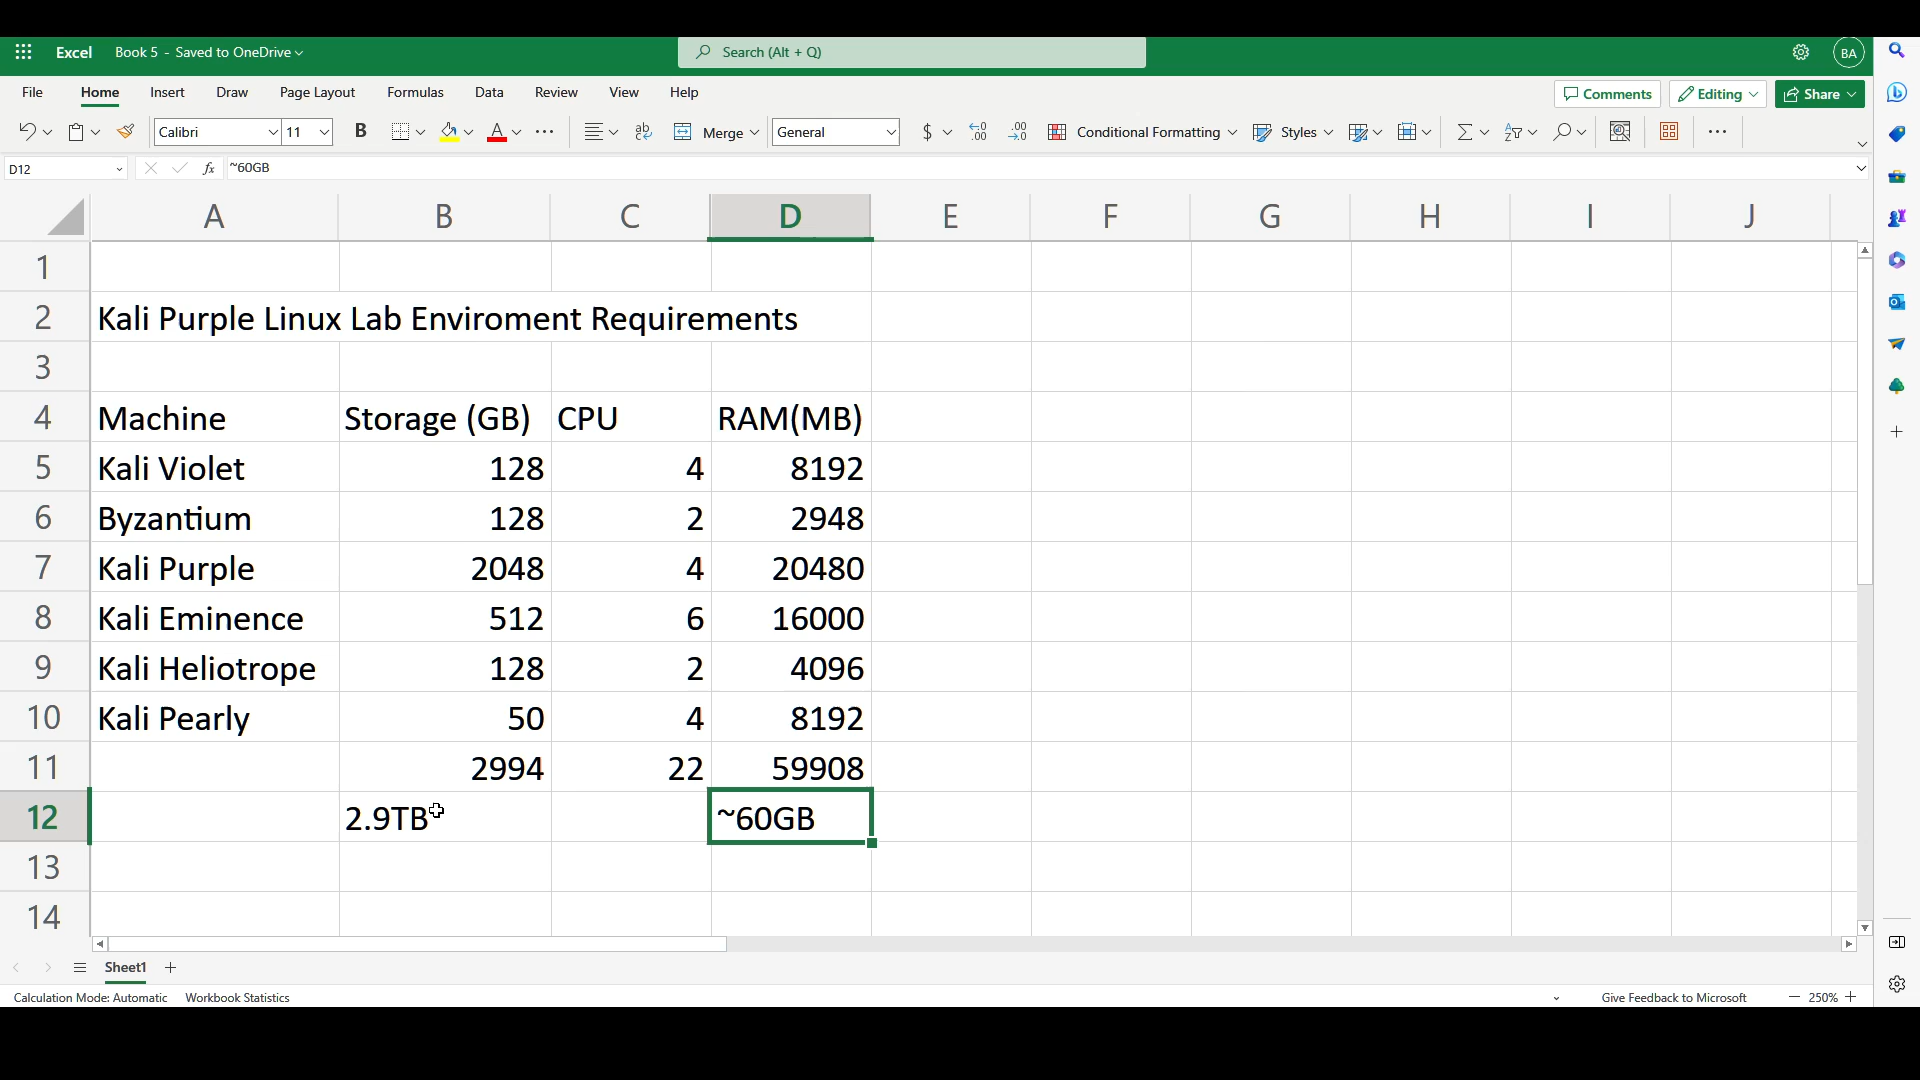 Excel Book 5 - Saved to OneDrive Search (Alt + Q) BA
File Home Insert Draw Page Layout Formulas Data Review View Help Comments Editing Share
Calibri 11 B A ab Merge General $ Conditional Formatting Styles
D12 fx ~60GB
A B C D E F G H I J
1
2 Kali Purple Linux Lab Enviroment Requirements
3
4 Machine Storage (GB) CPU RAM(MB)
5 Kali Violet 128 4 8192
6 Byzantium 128 2 2948
7 Kali Purple 2048 4 20480
8 Kali Eminence 512 6 16000
9 Kali Heliotrope 128 2 4096
10 Kali Pearly 50 4 8192
11 2994 22 59908
12 2.9TB ~60GB
13
14
Sheet1
Calculation Mode: Automatic Workbook Statistics Give Feedback to Microsoft 250%